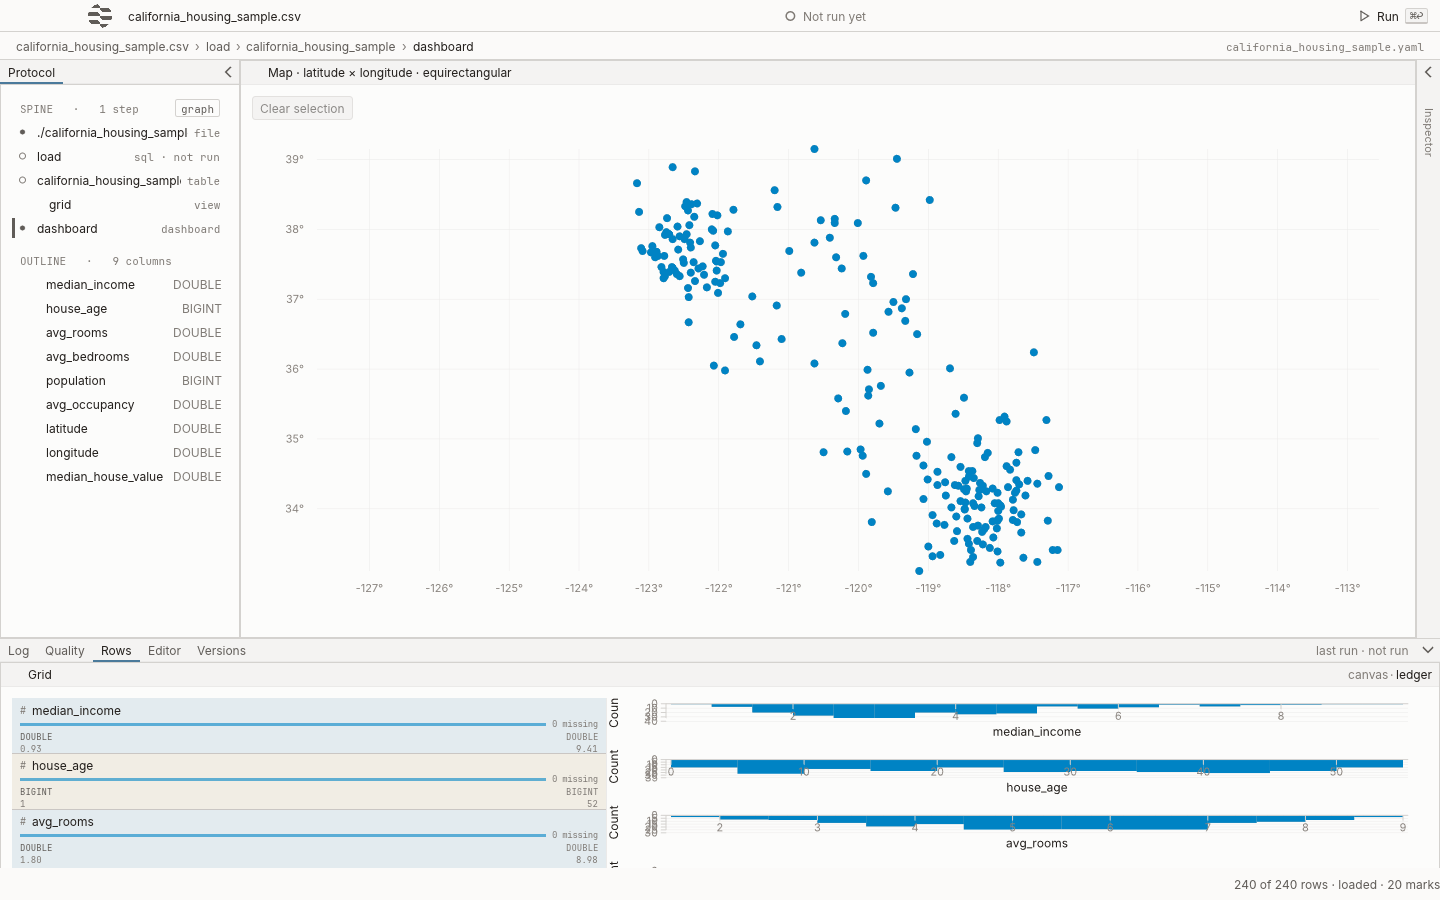 california_housing_sample.csv
Not run yet
Run
california_housing_sample.csv › load › california_housing_sample › dashboard
california_housing_sample.yaml
Protocol
Map · latitude × longitude · equirectangular
Inspector
SPINE · 1 step graph
./california_housing_sampl file
load sql · not run
california_housing_sampl table
grid view
dashboard dashboard
OUTLINE · 9 columns
median_income DOUBLE
house_age BIGINT
avg_rooms DOUBLE
avg_bedrooms DOUBLE
population BIGINT
avg_occupancy DOUBLE
latitude DOUBLE
longitude DOUBLE
median_house_value DOUBLE
Clear selection
39°
38°
37°
36°
35°
34°
-127° -126° -125° -124° -123° -122° -121° -120° -119° -118° -117° -116° -115° -114° -113°
Log Quality Rows Editor Versions
last run · not run
Grid
canvas · ledger
# median_income
0 missing
DOUBLE DOUBLE
0.93 9.41
Coun
2 4 6 8
median_income
# house_age
0 missing
BIGINT BIGINT
1 52
Count
0 10 20 30 40 50
house_age
# avg_rooms
0 missing
DOUBLE DOUBLE
1.80 8.98
Count
2 3 4 5 6 7 8 9
avg_rooms
240 of 240 rows · loaded · 20 marks